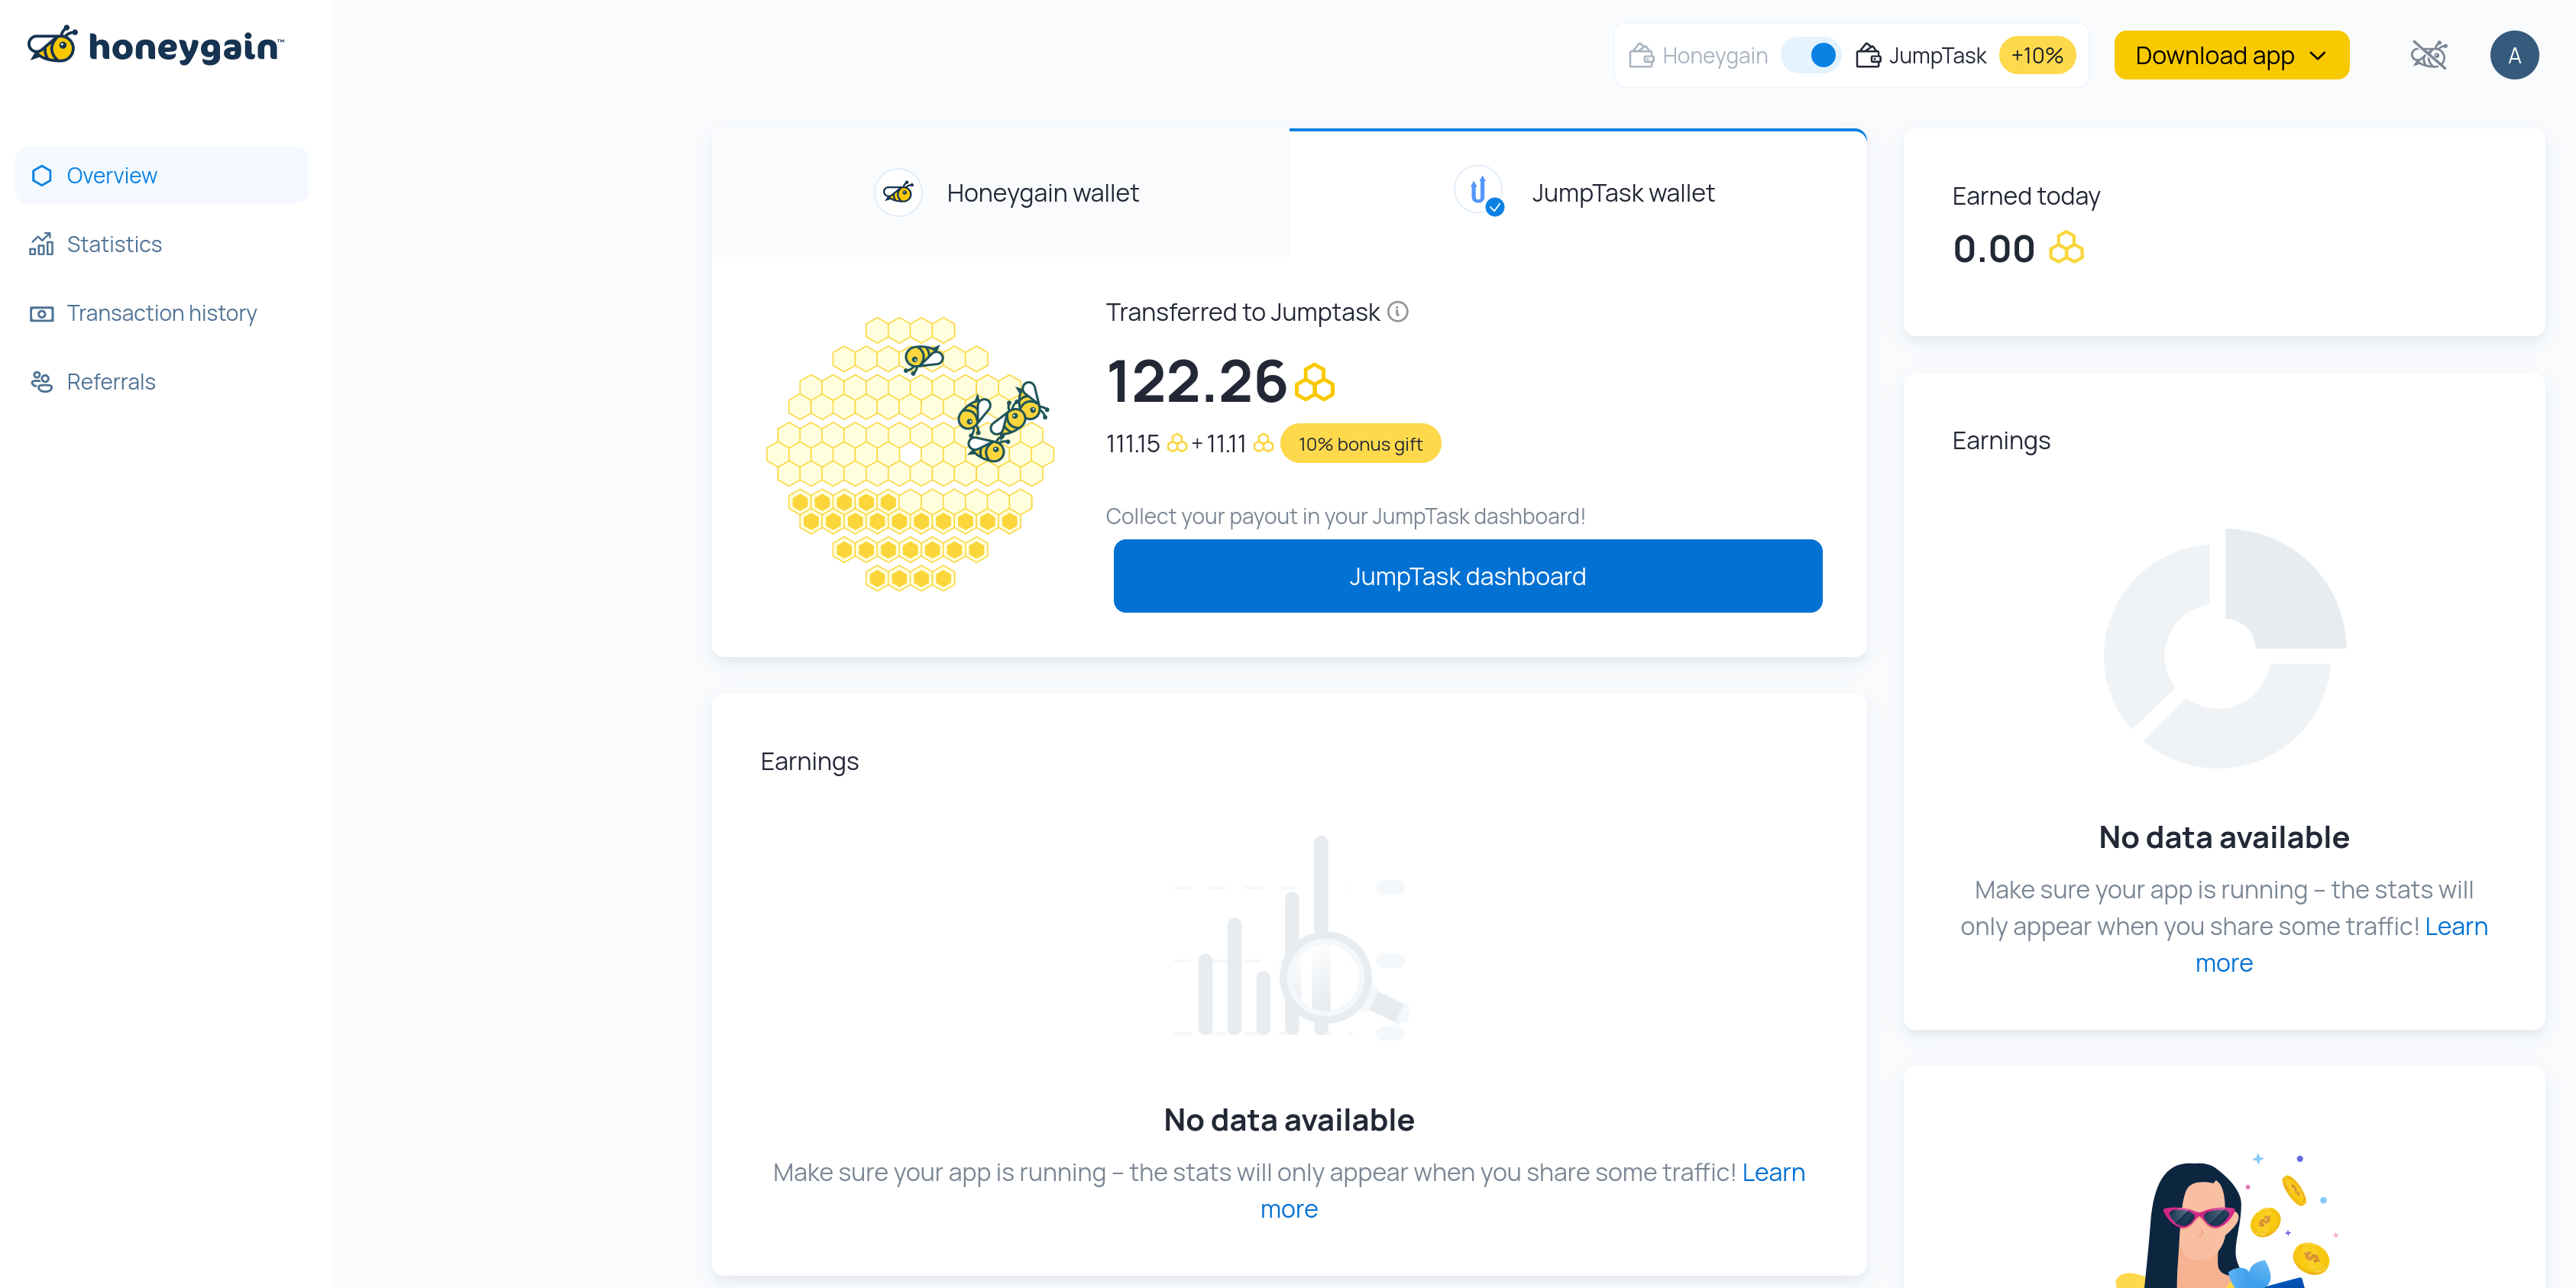 honeygain™
Honeygain
JumpTask
+10%
Download app
A
Overview
Statistics
Transaction history
Referrals
Honeygain wallet
JumpTask wallet
Transferred to Jumptask
122.26
111.15 + 11.11 10% bonus gift
Collect your payout in your JumpTask dashboard!
JumpTask dashboard
Earned today
0.00
Earnings
No data available
Make sure your app is running – the stats will
only appear when you share some traffic! Learn
more
Earnings
No data available
Make sure your app is running – the stats will only appear when you share some traffic! Learn
more